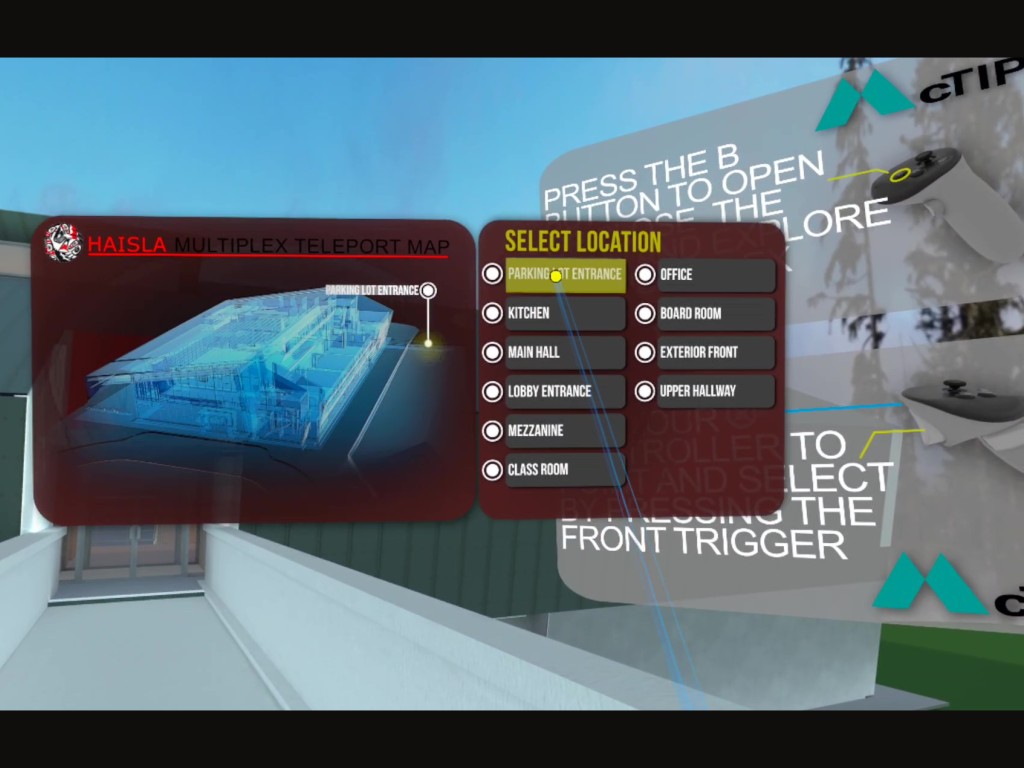 HAISLA MULTIPLEX TELEPORT MAP
PARKING LOT ENTRANCE
SELECT LOCATION
PARKING LOT ENTRANCE
KITCHEN
MAIN HALL
LOBBY ENTRANCE
MEZZANINE
CLASS ROOM
OFFICE
BOARD ROOM
EXTERIOR FRONT
UPPER HALLWAY
cTIP
PRESS THE B
BUTTON TO OPEN
THE
TO
AND SELECT
BY PRESSING THE
FRONT TRIGGER